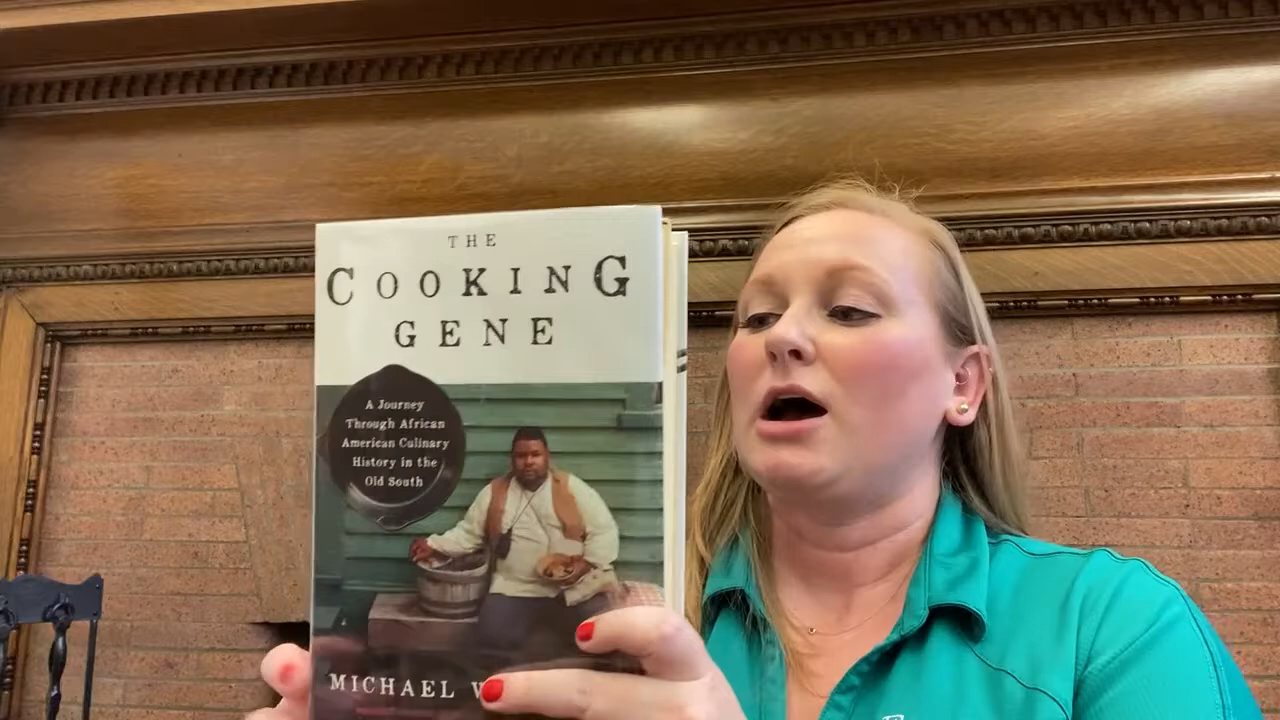 THE
COOKING
GENE
A Journey
Through African
American Culinary
History in the
Old South
MICHAEL